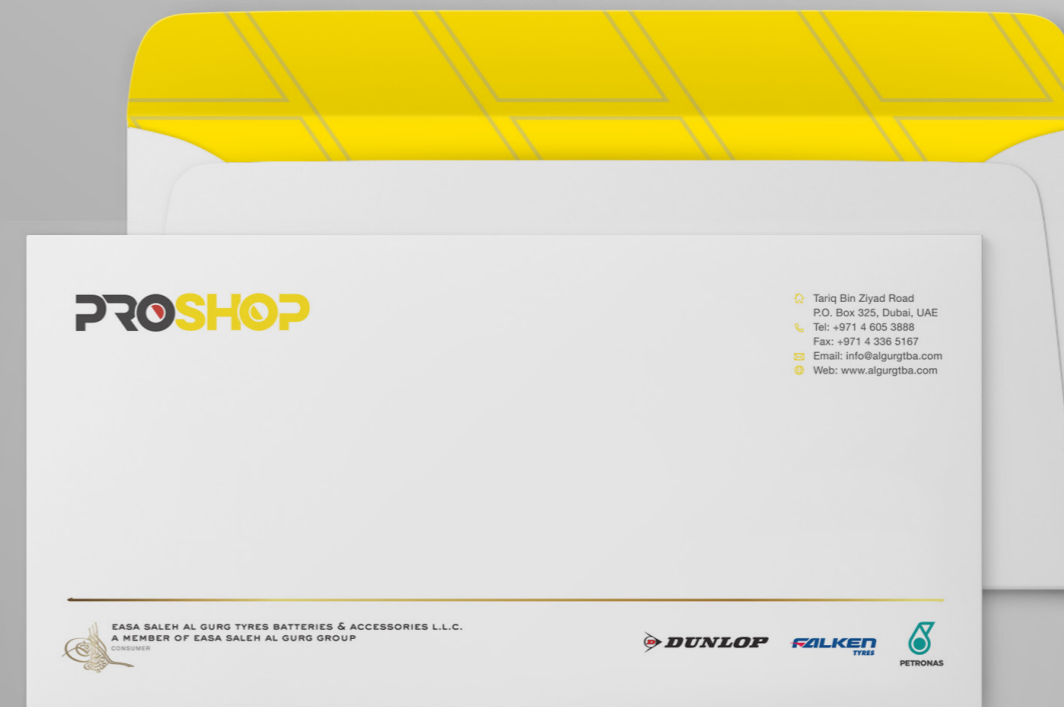 PROSHOP
Tariq Bin Ziyad Road
P.O. Box 325, Dubai, UAE
Tel: +971 4 605 3888
Fax: +971 4 336 5167
Email: info@algurgtba.com
Web: www.algurgtba.com
EASA SALEH AL GURG TYRES BATTERIES & ACCESSORIES L.L.C.
A MEMBER OF EASA SALEH AL GURG GROUP
CONSUMER
DUNLOP
FALKEN
TYRES
PETRONAS